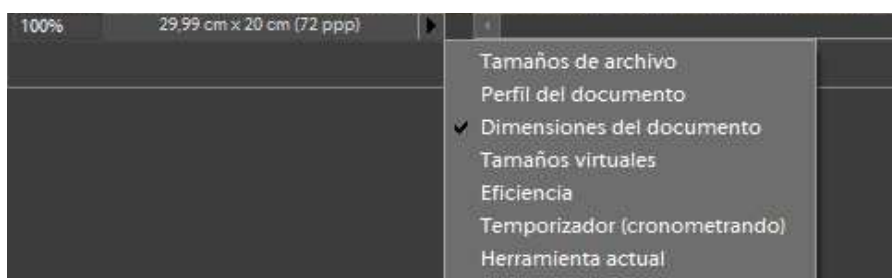 100% 29,99 cm x 20 cm (72 ppp)
Tamaños de archivo
Perfil del documento
Dimensiones del documento
Tamaños virtuales
Eficiencia
Temporizador (cronometrando)
Herramienta actual